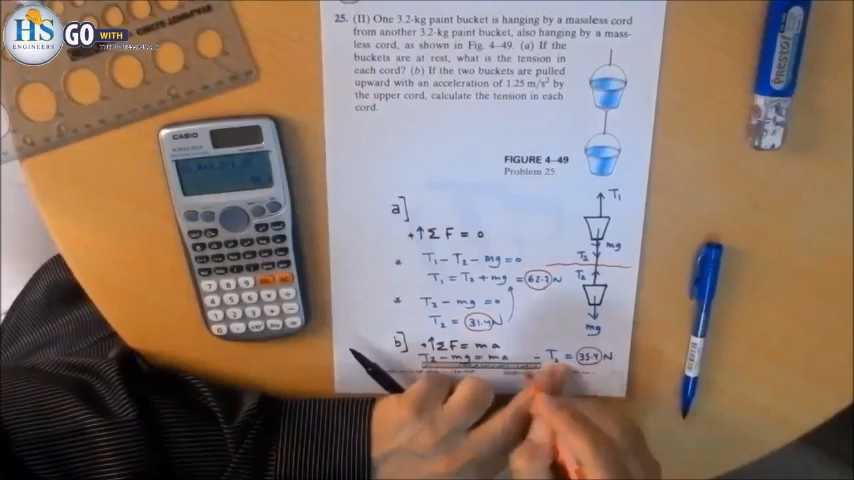 HS
ENGINEERS
GO WITH
CASIO
25. (II) One 3.2-kg paint bucket is hanging by a massless cord
from another 3.2-kg paint bucket, also hanging by a mass-
less cord, as shown in Fig. 4–49. (a) If the
buckets are at rest, what is the tension in
each cord? (b) If the two buckets are pulled
upward with an acceleration of 1.25 m/s² by
the upper cord, calculate the tension in each
cord.
FIGURE 4–49
Problem 25.
a]
+↑ Σ F = 0
* T₁ - T₂ - mg = 0
T₁ = T₂ + mg = 62.7 N
* T₂ - mg = 0
T₂ = 31.4 N
b] +↑ΣF = ma
T₂ - mg = ma ∴ T₂ = 35.4 N
T₁
mg
T₂
T₂
mg
PRESTO!